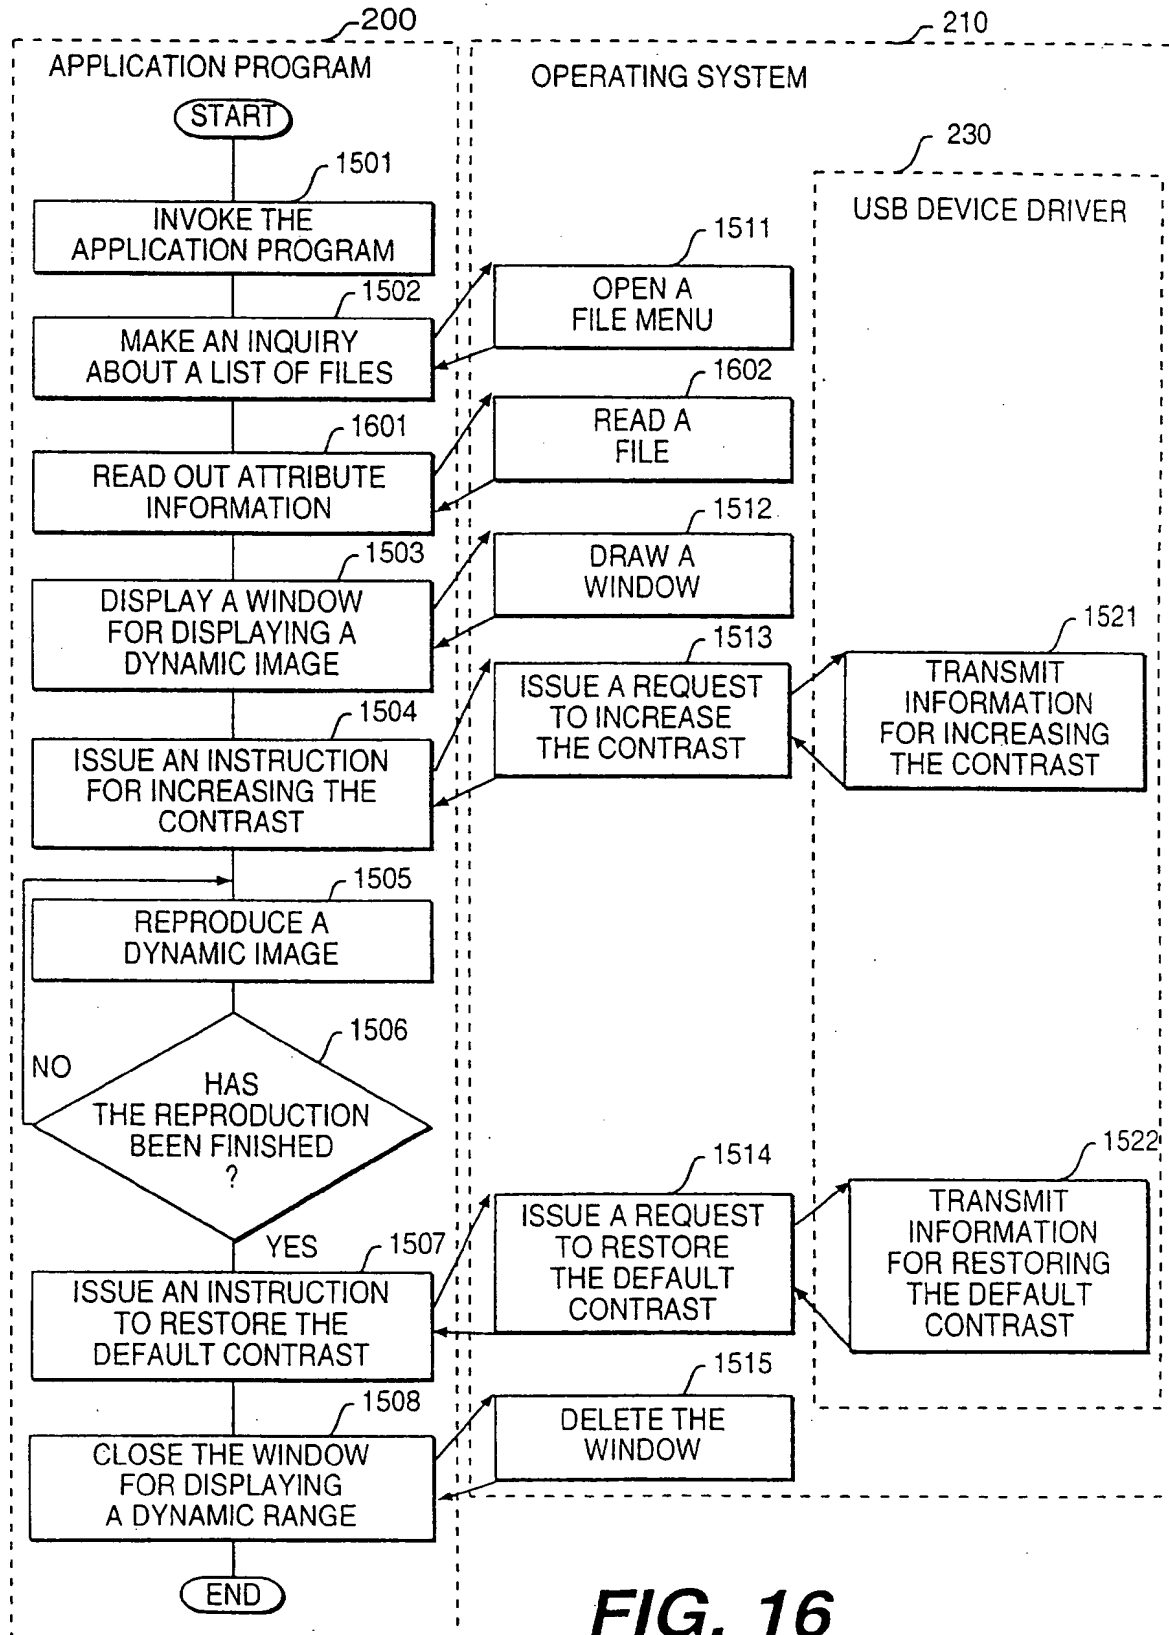 200
210
APPLICATION PROGRAM
OPERATING SYSTEM
START
230
USB DEVICE DRIVER
1501
INVOKE THE
APPLICATION PROGRAM
1511
OPEN A
FILE MENU
1502
MAKE AN INQUIRY
ABOUT A LIST OF FILES
1602
READ A
FILE
1601
READ OUT ATTRIBUTE
INFORMATION
1512
DRAW A
WINDOW
1503
DISPLAY A WINDOW
FOR DISPLAYING A
DYNAMIC IMAGE
1513
ISSUE A REQUEST
TO INCREASE
THE CONTRAST
1521
TRANSMIT
INFORMATION
FOR INCREASING
THE CONTRAST
1504
ISSUE AN INSTRUCTION
FOR INCREASING THE
CONTRAST
1505
REPRODUCE A
DYNAMIC IMAGE
1506
NO
HAS
THE REPRODUCTION
BEEN FINISHED
?
YES
1514
ISSUE A REQUEST
TO RESTORE
THE DEFAULT
CONTRAST
1522
TRANSMIT
INFORMATION
FOR RESTORING
THE DEFAULT
CONTRAST
1507
ISSUE AN INSTRUCTION
TO RESTORE THE
DEFAULT CONTRAST
1515
DELETE THE
WINDOW
1508
CLOSE THE WINDOW
FOR DISPLAYING
A DYNAMIC RANGE
END
FIG. 16